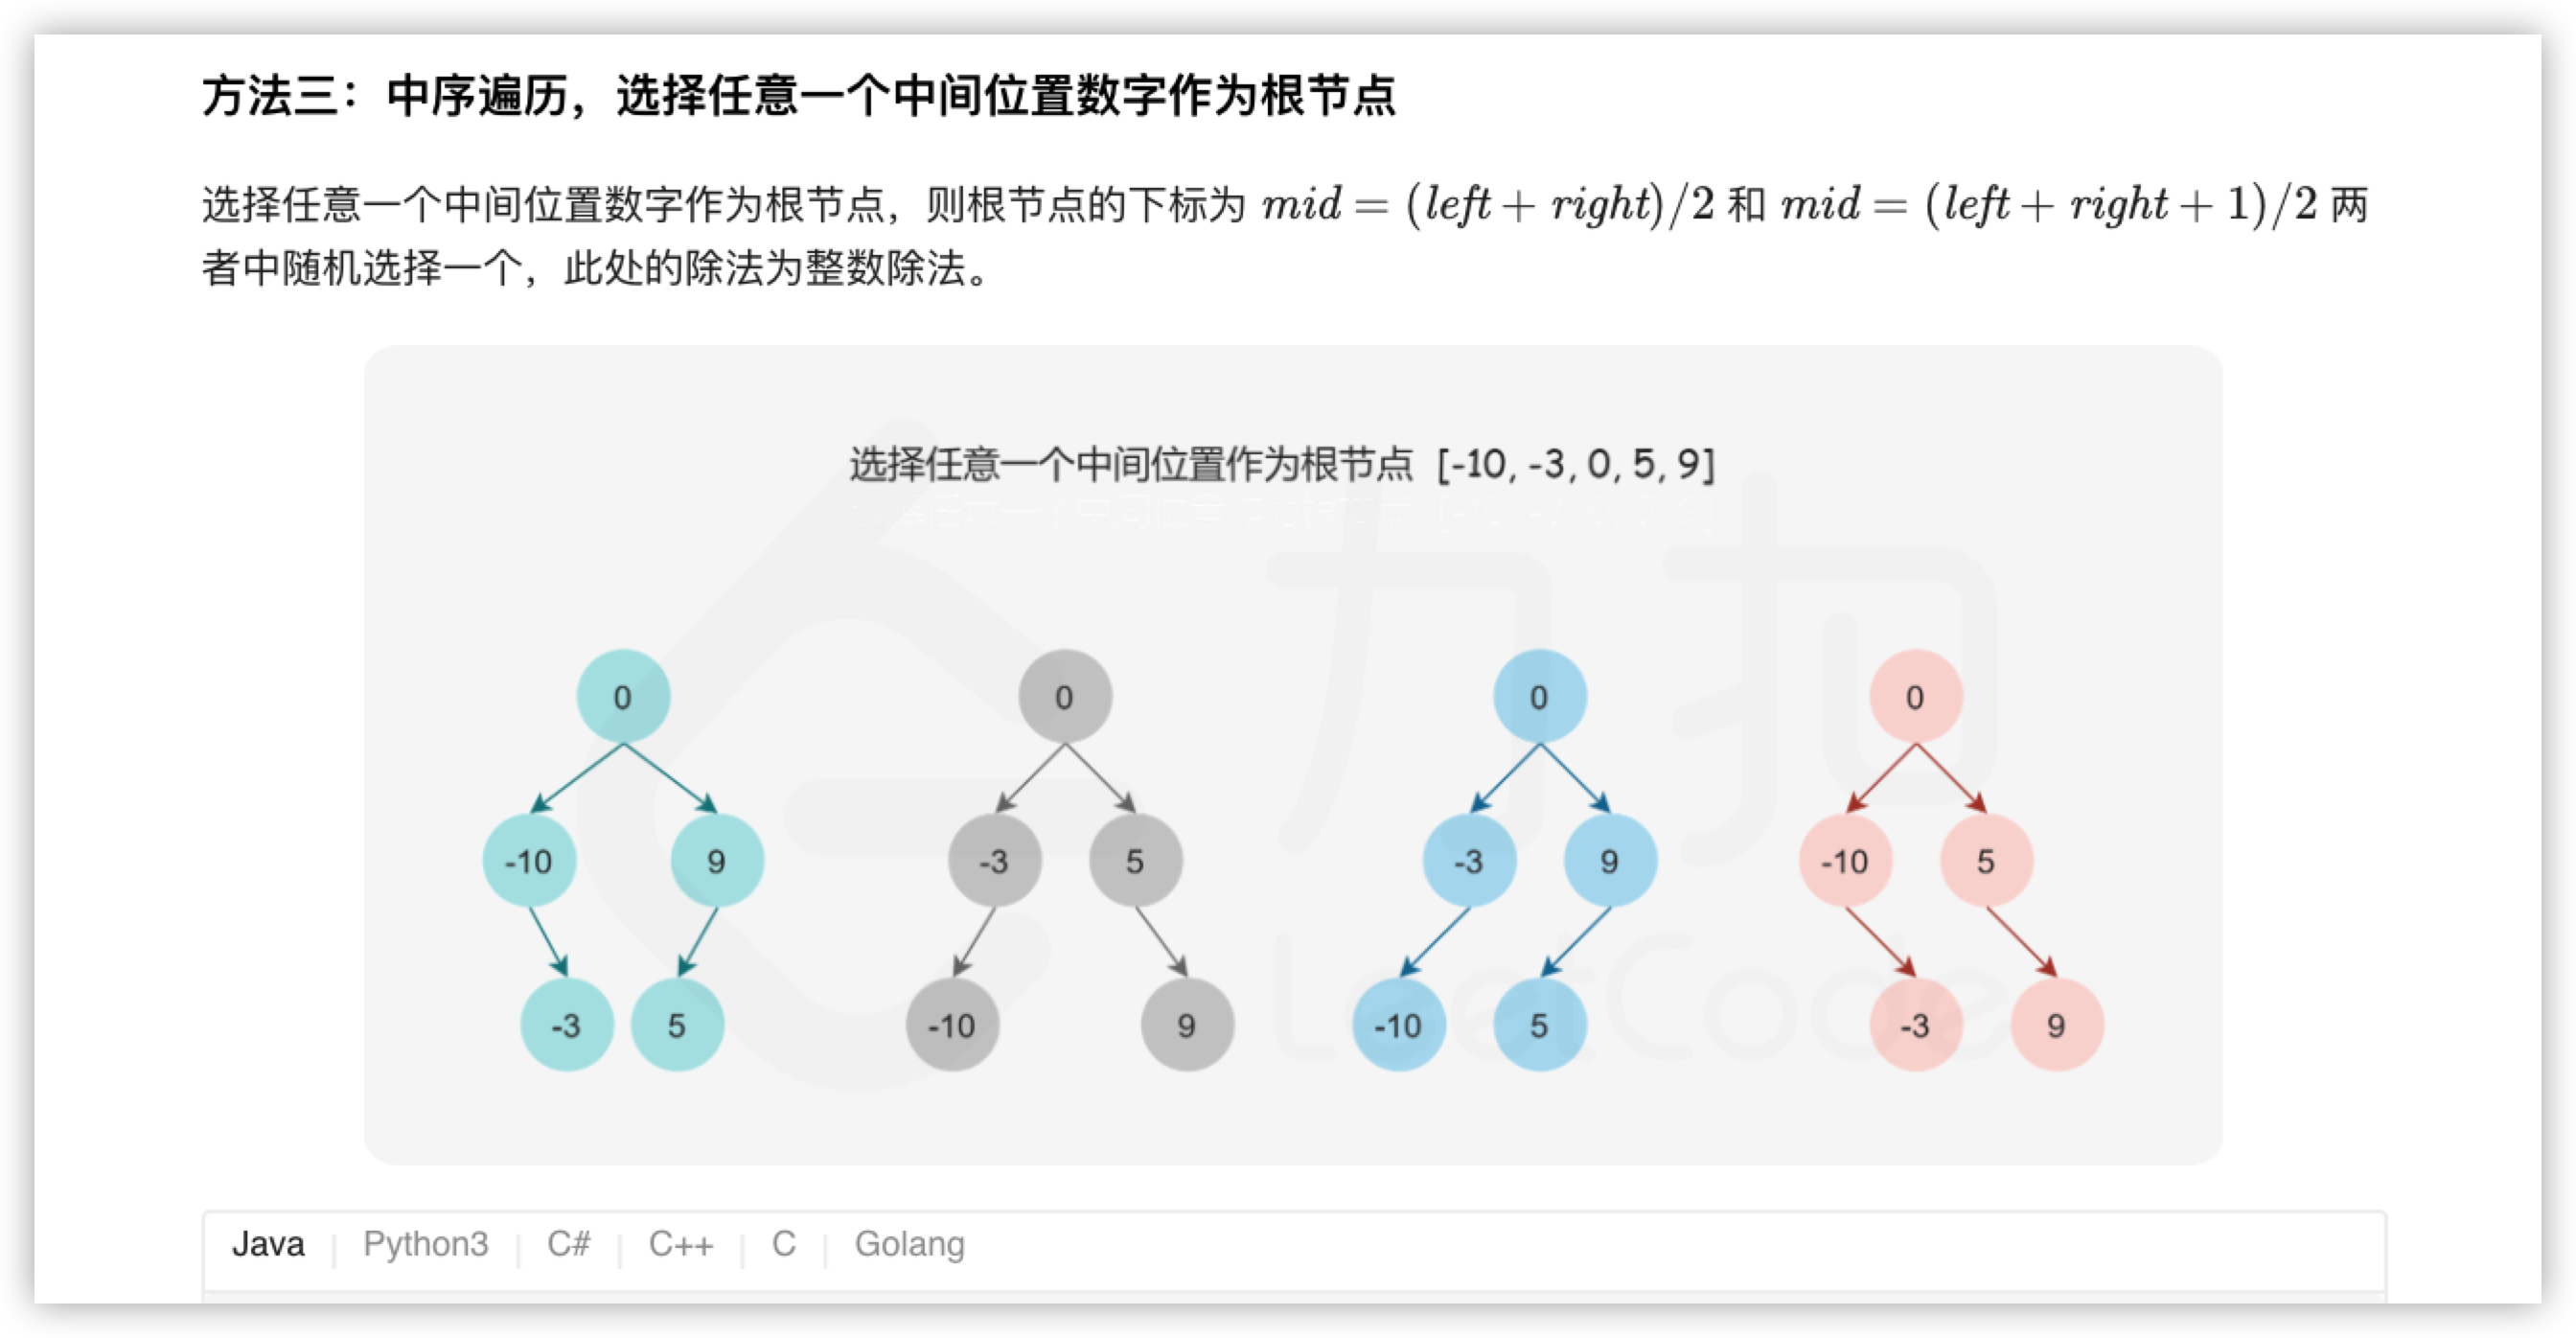 方法三：中序遍历，选择任意一个中间位置数字作为根节点
选择任意一个中间位置数字作为根节点，则根节点的下标为 mid = (left + right)/2 和 mid = (left + right + 1)/2 两
者中随机选择一个，此处的除法为整数除法。
选择任意一个中间位置作为根节点 [-10, -3, 0, 5, 9]
力扣
0 0 0 0
-10 9 -3 5 -3 9 -10 5
-3 5 -10 9 -10 5 -3 9
LeetCode
Java | Python3 | C# | C++ | C | Golang